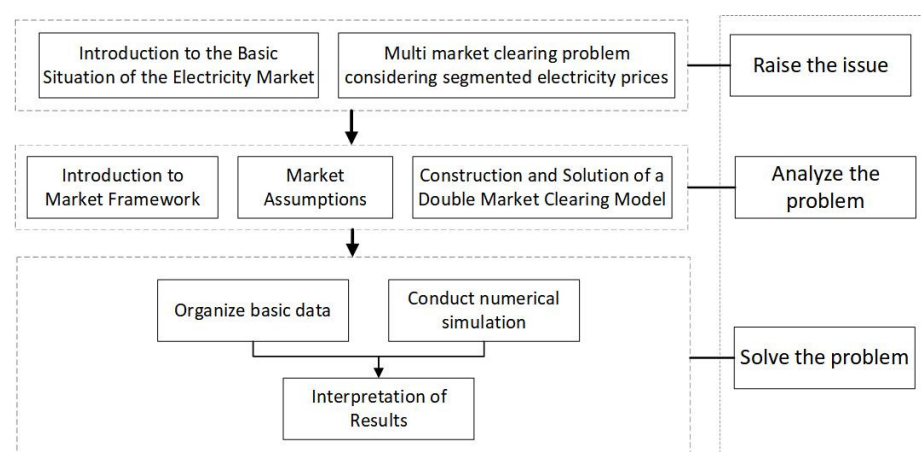 Introduction to the Basic
Situation of the Electricity Market
Multi market clearing problem
considering segmented electricity prices
Raise the issue
Introduction to
Market Framework
Market
Assumptions
Construction and Solution of a
Double Market Clearing Model
Analyze the
problem
Organize basic data
Conduct numerical
simulation
Solve the problem
Interpretation of
Results